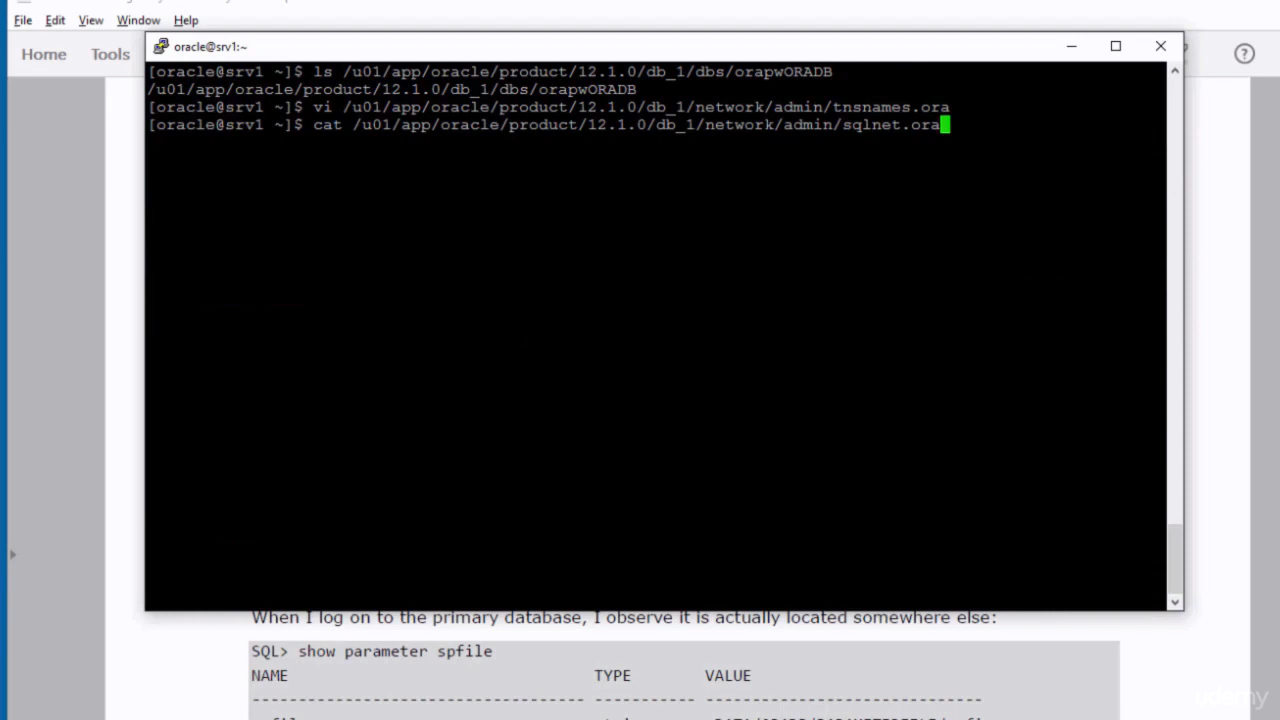 File Edit View Window Help
Home Tools
oracle@srv1:~
[oracle@srv1 ~]$ ls /u01/app/oracle/product/12.1.0/db_1/dbs/orapwORADB
/u01/app/oracle/product/12.1.0/db_1/dbs/orapwORADB
[oracle@srv1 ~]$ vi /u01/app/oracle/product/12.1.0/db_1/network/admin/tnsnames.ora
[oracle@srv1 ~]$ cat /u01/app/oracle/product/12.1.0/db_1/network/admin/sqlnet.ora
When I log on to the primary database, I observe it is actually located somewhere else:
SQL> show parameter spfile
NAME TYPE VALUE
---------------------------------- ----------- ------------------------------
udemy